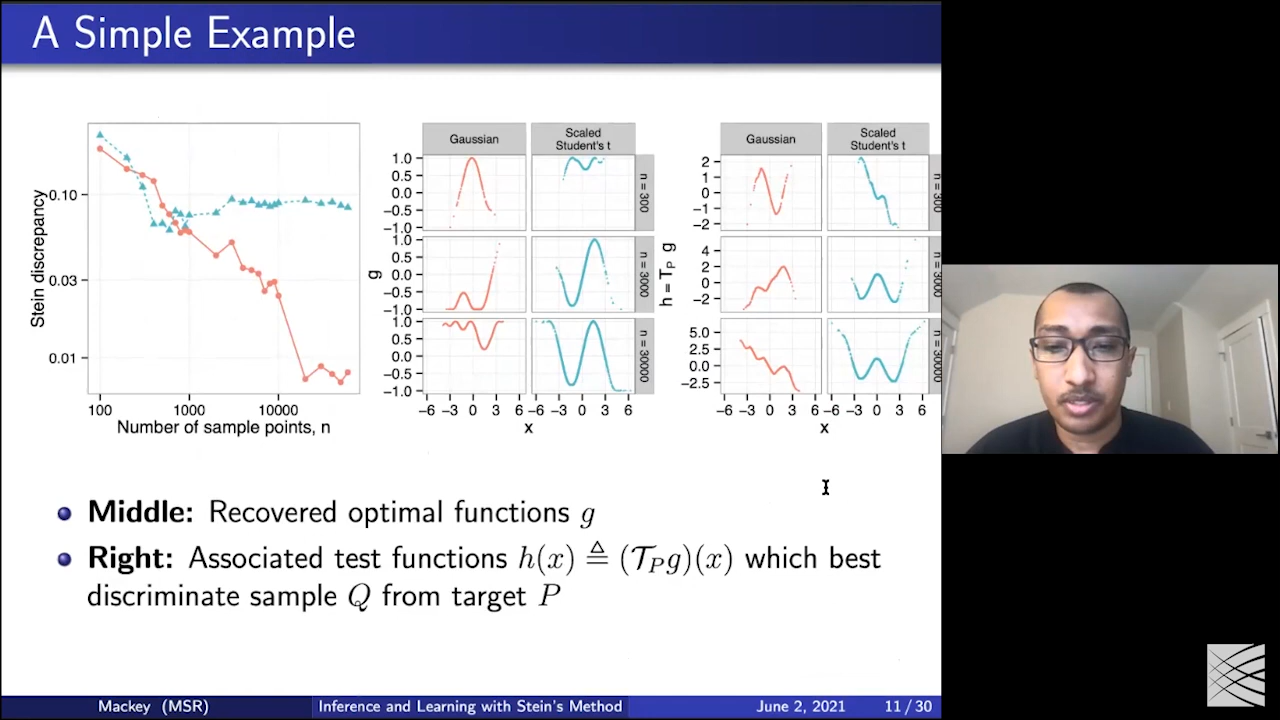 A Simple Example
Stein discrepancy
0.10
0.03
0.01
100 1000 10000
Number of sample points, n
Gaussian
Scaled
Student's t
g
1.0
0.5
0.0
−0.5
−1.0
n = 300
1.0
0.5
0.0
−0.5
−1.0
n = 3000
1.0
0.5
0.0
−0.5
−1.0
n = 30000
−6 −3 0 3 6 −6 −3 0 3 6
x
Gaussian
Scaled
Student's t
h = T_P g
2
1
0
−1
−2
n = 300
4
2
0
−2
n = 3000
5.0
2.5
0.0
−2.5
n = 30000
−6 −3 0 3 6 −6 −3 0 3 6
x
Middle: Recovered optimal functions g
Right: Associated test functions h(x) ≜ (𝒯_P g)(x) which best
discriminate sample Q from target P
Mackey (MSR) Inference and Learning with Stein's Method June 2, 2021 11 / 30